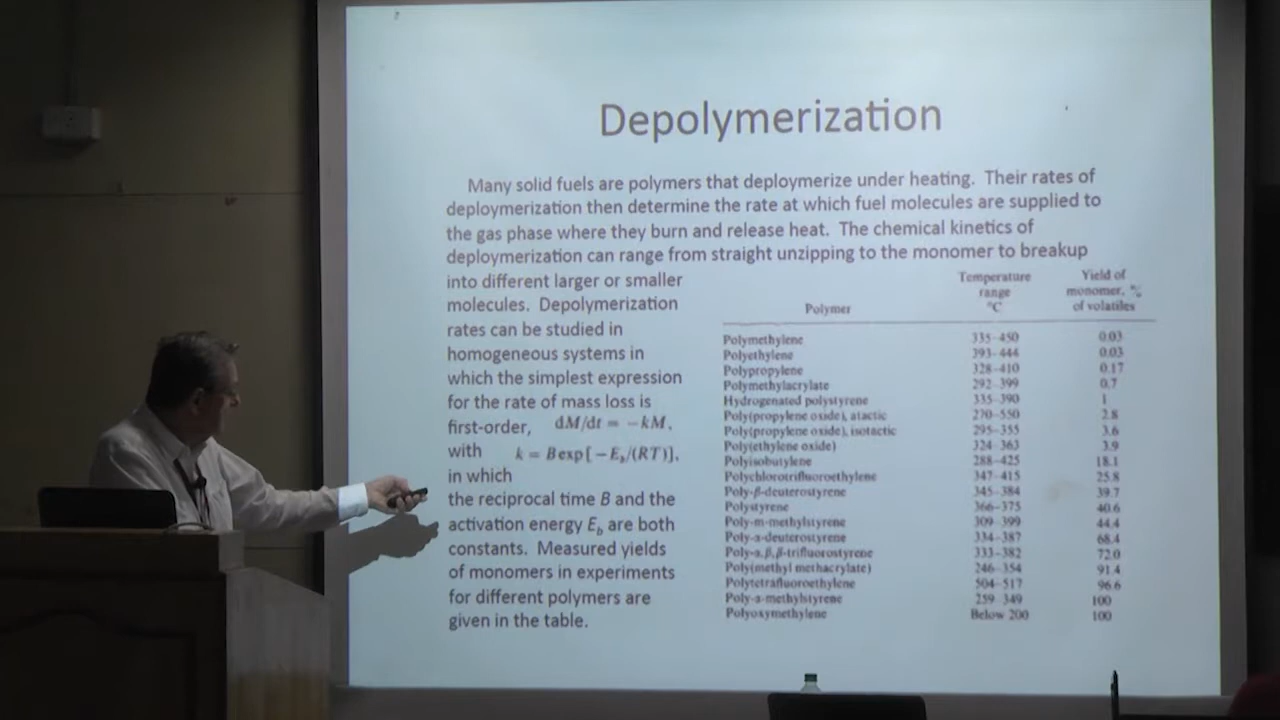 Depolymerization
Many solid fuels are polymers that deploymerize under heating. Their rates of
deploymerization then determine the rate at which fuel molecules are supplied to
the gas phase where they burn and release heat. The chemical kinetics of
deploymerization can range from straight unzipping to the monomer to breakup
into different larger or smaller
molecules. Depolymerization
rates can be studied in
homogeneous systems in
which the simplest expression
for the rate of mass loss is
first-order, dM/dt = −kM,
with k = B exp[−E_b/(RT)],
in which
the reciprocal time B and the
activation energy E_b are both
constants. Measured yields
of monomers in experiments
for different polymers are
given in the table.
Polymer
Temperature
range
°C
Yield of
monomer, %
of volatiles
Polymethylene 335-450 0.03
Polyethylene 393-444 0.03
Polypropylene 328-410 0.17
Polymethylacrylate 292-399 0.7
Hydrogenated polystyrene 335-390 1
Poly(propylene oxide), atactic 270-550 2.8
Poly(propylene oxide), isotactic 295-355 3.6
Poly(ethylene oxide) 324-363 3.9
Polyisobutylene 288-425 18.1
Polychlorotrifluoroethylene 347-415 25.8
Poly-β-deuterostyrene 345-384 39.7
Polystyrene 366-375 40.6
Poly-m-methylstyrene 309-399 44.4
Poly-α-deuterostyrene 334-387 68.4
Poly-α,β,β-trifluorostyrene 333-382 72.0
Poly(methyl methacrylate) 246-354 91.4
Polytetrafluoroethylene 504-517 96.6
Poly-α-methylstyrene 259-349 100
Polyoxymethylene Below 200 100